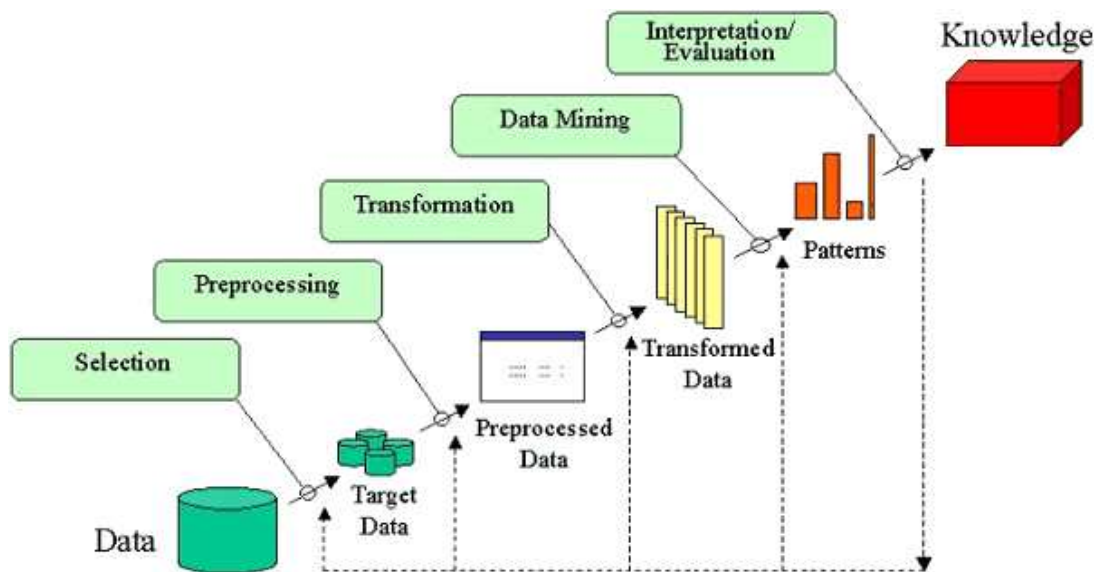 Interpretation/
Evaluation
Knowledge
Data Mining
Transformation
Patterns
Preprocessing
Transformed
Data
Selection
Preprocessed
Data
Target
Data
Data